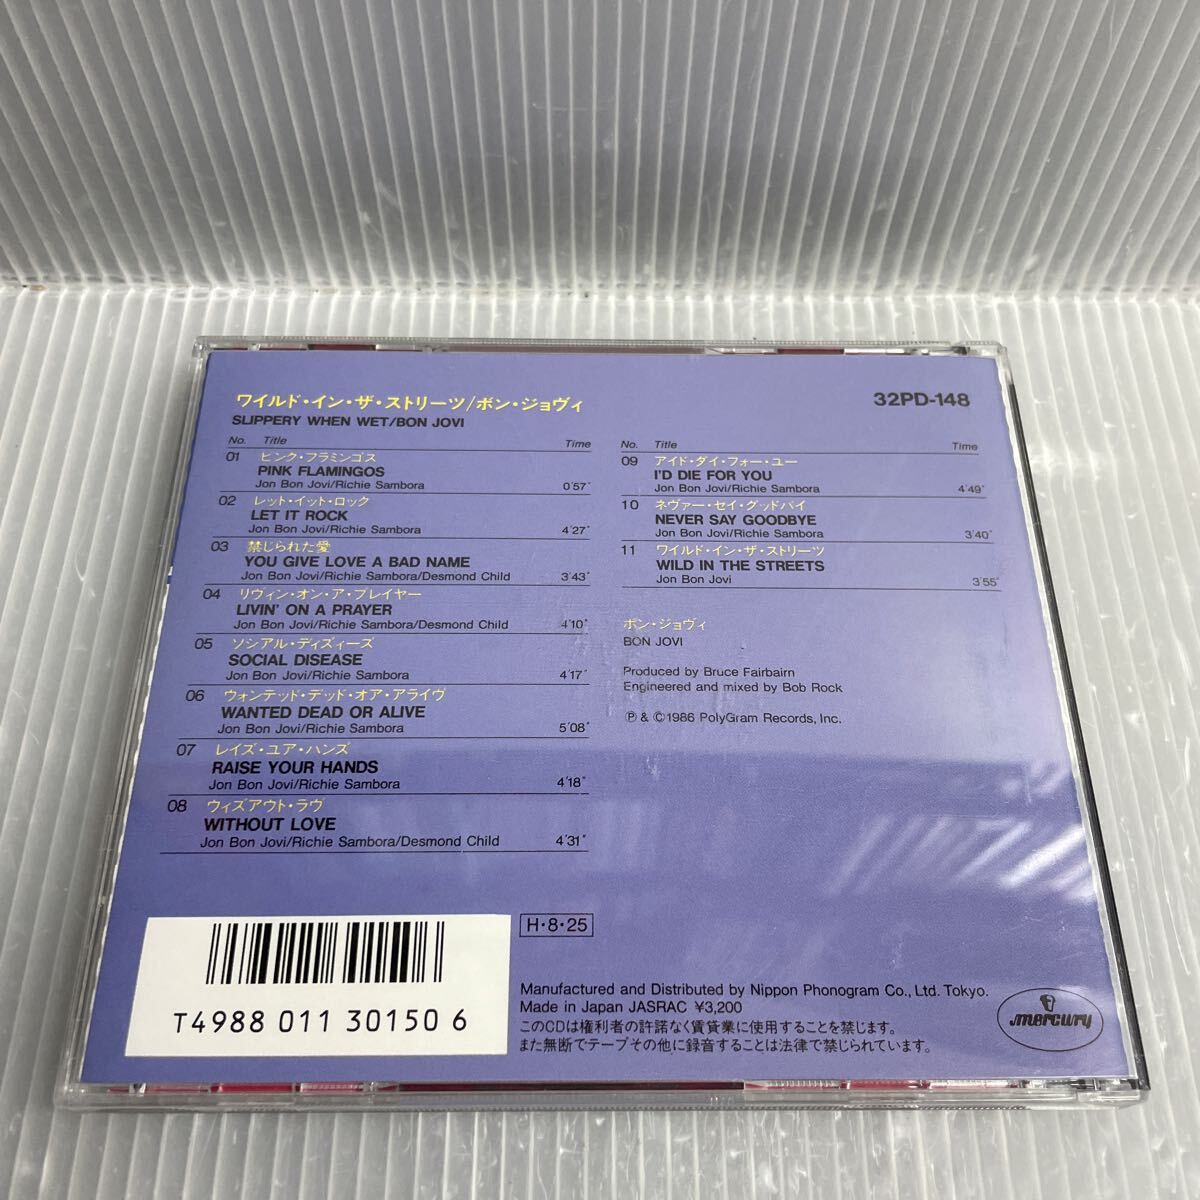 ワイルド・イン・ザ・ストリーツ/ボン・ジョヴィ
SLIPPERY WHEN WET/BON JOVI
32PD-148
No. Title Time
01 ピンク・フラミンゴス
PINK FLAMINGOS
Jon Bon Jovi/Richie Sambora 0'57"
02 レット・イット・ロック
LET IT ROCK
Jon Bon Jovi/Richie Sambora 4'27"
03 禁じられた愛
YOU GIVE LOVE A BAD NAME
Jon Bon Jovi/Richie Sambora/Desmond Child 3'43"
04 リヴィン・オン・ア・プレイヤー
LIVIN' ON A PRAYER
Jon Bon Jovi/Richie Sambora/Desmond Child 4'10"
05 ソシアル・ディズィーズ
SOCIAL DISEASE
Jon Bon Jovi/Richie Sambora 4'17"
06 ウォンテッド・デッド・オア・アライヴ
WANTED DEAD OR ALIVE
Jon Bon Jovi/Richie Sambora 5'08"
07 レイズ・ユア・ハンズ
RAISE YOUR HANDS
Jon Bon Jovi/Richie Sambora 4'18"
08 ウィズアウト・ラヴ
WITHOUT LOVE
Jon Bon Jovi/Richie Sambora/Desmond Child 4'31"
No. Title Time
09 アイド・ダイ・フォー・ユー
I'D DIE FOR YOU
Jon Bon Jovi/Richie Sambora 4'49"
10 ネヴァー・セイ・グッドバイ
NEVER SAY GOODBYE
Jon Bon Jovi/Richie Sambora 3'40"
11 ワイルド・イン・ザ・ストリーツ
WILD IN THE STREETS
Jon Bon Jovi 3'55"
ボン・ジョヴィ
BON JOVI
Produced by Bruce Fairbairn
Engineered and mixed by Bob Rock
℗ & ©1986 PolyGram Records, Inc.
H・8・25
T4988 011 30150 6
Manufactured and Distributed by Nippon Phonogram Co., Ltd. Tokyo.
Made in Japan JASRAC ¥3,200
このCDは権利者の許諾なく賃貸業に使用することを禁じます。
また無断でテープその他に録音することは法律で禁じられています。
mercury